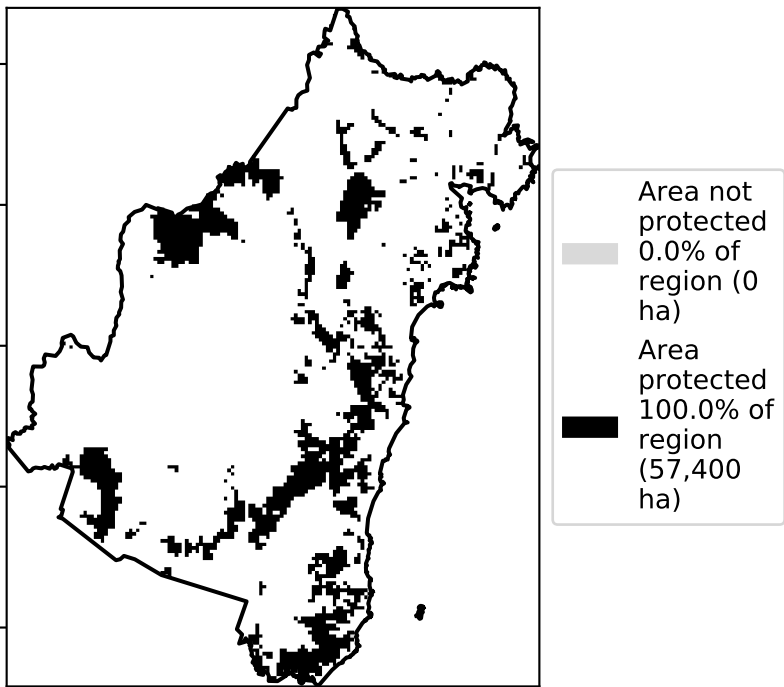 Area not
protected
0.0% of
region (0
ha)
Area
protected
100.0% of
region
(57,400
ha)